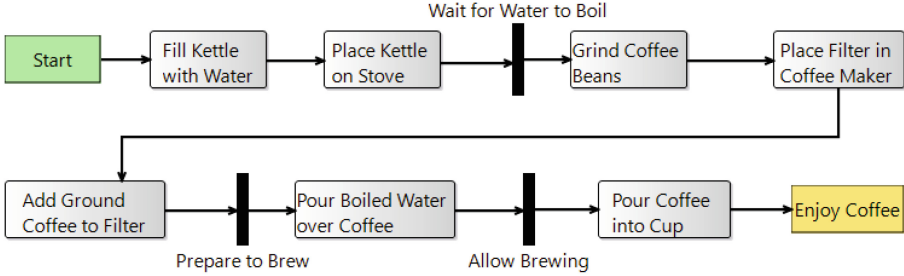 Wait for Water to Boil
Start
Fill Kettle
with Water
Place Kettle
on Stove
Grind Coffee
Beans
Place Filter in
Coffee Maker
Add Ground
Coffee to Filter
Pour Boiled Water
over Coffee
Pour Coffee
into Cup
Enjoy Coffee
Prepare to Brew
Allow Brewing